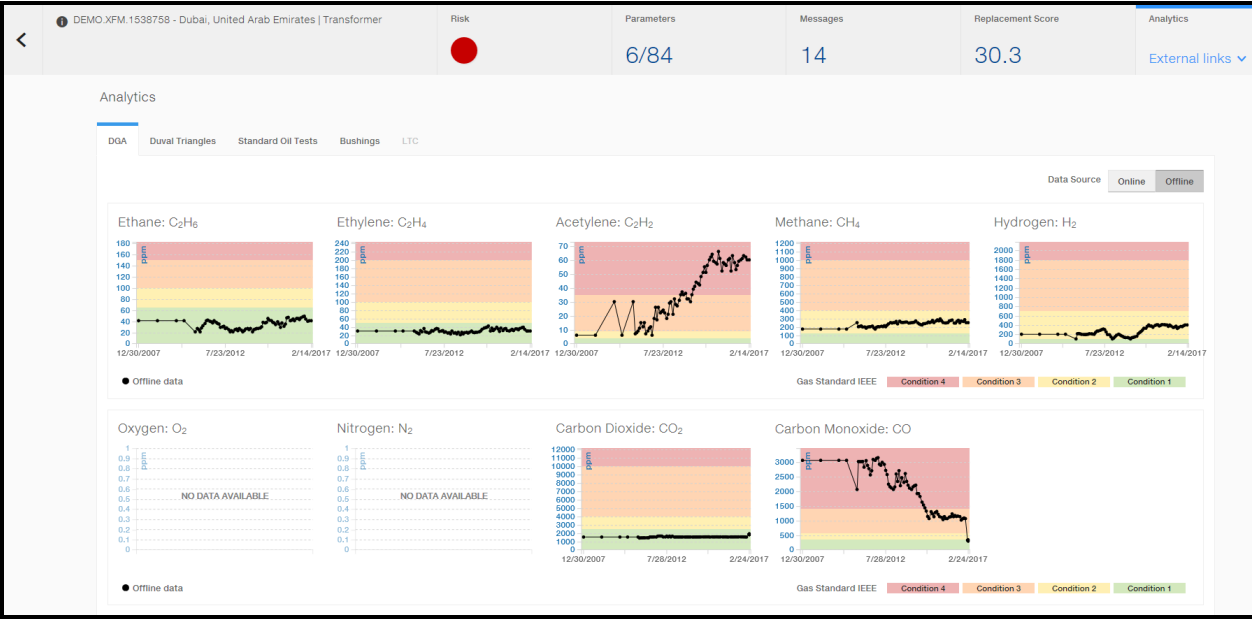 DEMO.XFM.1538758 - Dubai, United Arab Emirates | Transformer
Risk
Parameters
6/84
Messages
14
Replacement Score
30.3
Analytics
External links
Analytics
DGA Duval Triangles Standard Oil Tests Bushings LTC
Data Source Online Offline
Ethane: C₂H₆
180
160
140
120
100
80
60
40
20
0
ppm
12/30/2007 7/23/2012 2/14/2017
Ethylene: C₂H₄
240
220
200
180
160
140
120
100
80
60
40
20
0
ppm
12/30/2007 7/23/2012 2/14/2017
Acetylene: C₂H₂
70
60
50
40
30
20
10
0
ppm
12/30/2007 7/23/2012 2/14/2017
Methane: CH₄
1200
1100
1000
900
800
700
600
500
400
300
200
100
0
ppm
12/30/2007 7/23/2012 2/14/2017
Hydrogen: H₂
2000
1800
1600
1400
1200
1000
800
600
400
200
0
ppm
12/30/2007 7/23/2012 2/14/2017
Offline data
Gas Standard IEEE Condition 4 Condition 3 Condition 2 Condition 1
Oxygen: O₂
1
0.9
0.8
0.7
0.6
0.5
0.4
0.3
0.2
0.1
0
ppm
NO DATA AVAILABLE
Nitrogen: N₂
1
0.9
0.8
0.7
0.6
0.5
0.4
0.3
0.2
0.1
0
ppm
NO DATA AVAILABLE
Carbon Dioxide: CO₂
12000
11000
10000
9000
8000
7000
6000
5000
4000
3000
2000
1000
0
ppm
12/30/2007 7/28/2012 2/24/2017
Carbon Monoxide: CO
3000
2500
2000
1500
1000
500
0
ppm
12/30/2007 7/28/2012 2/24/2017
Offline data
Gas Standard IEEE Condition 4 Condition 3 Condition 2 Condition 1